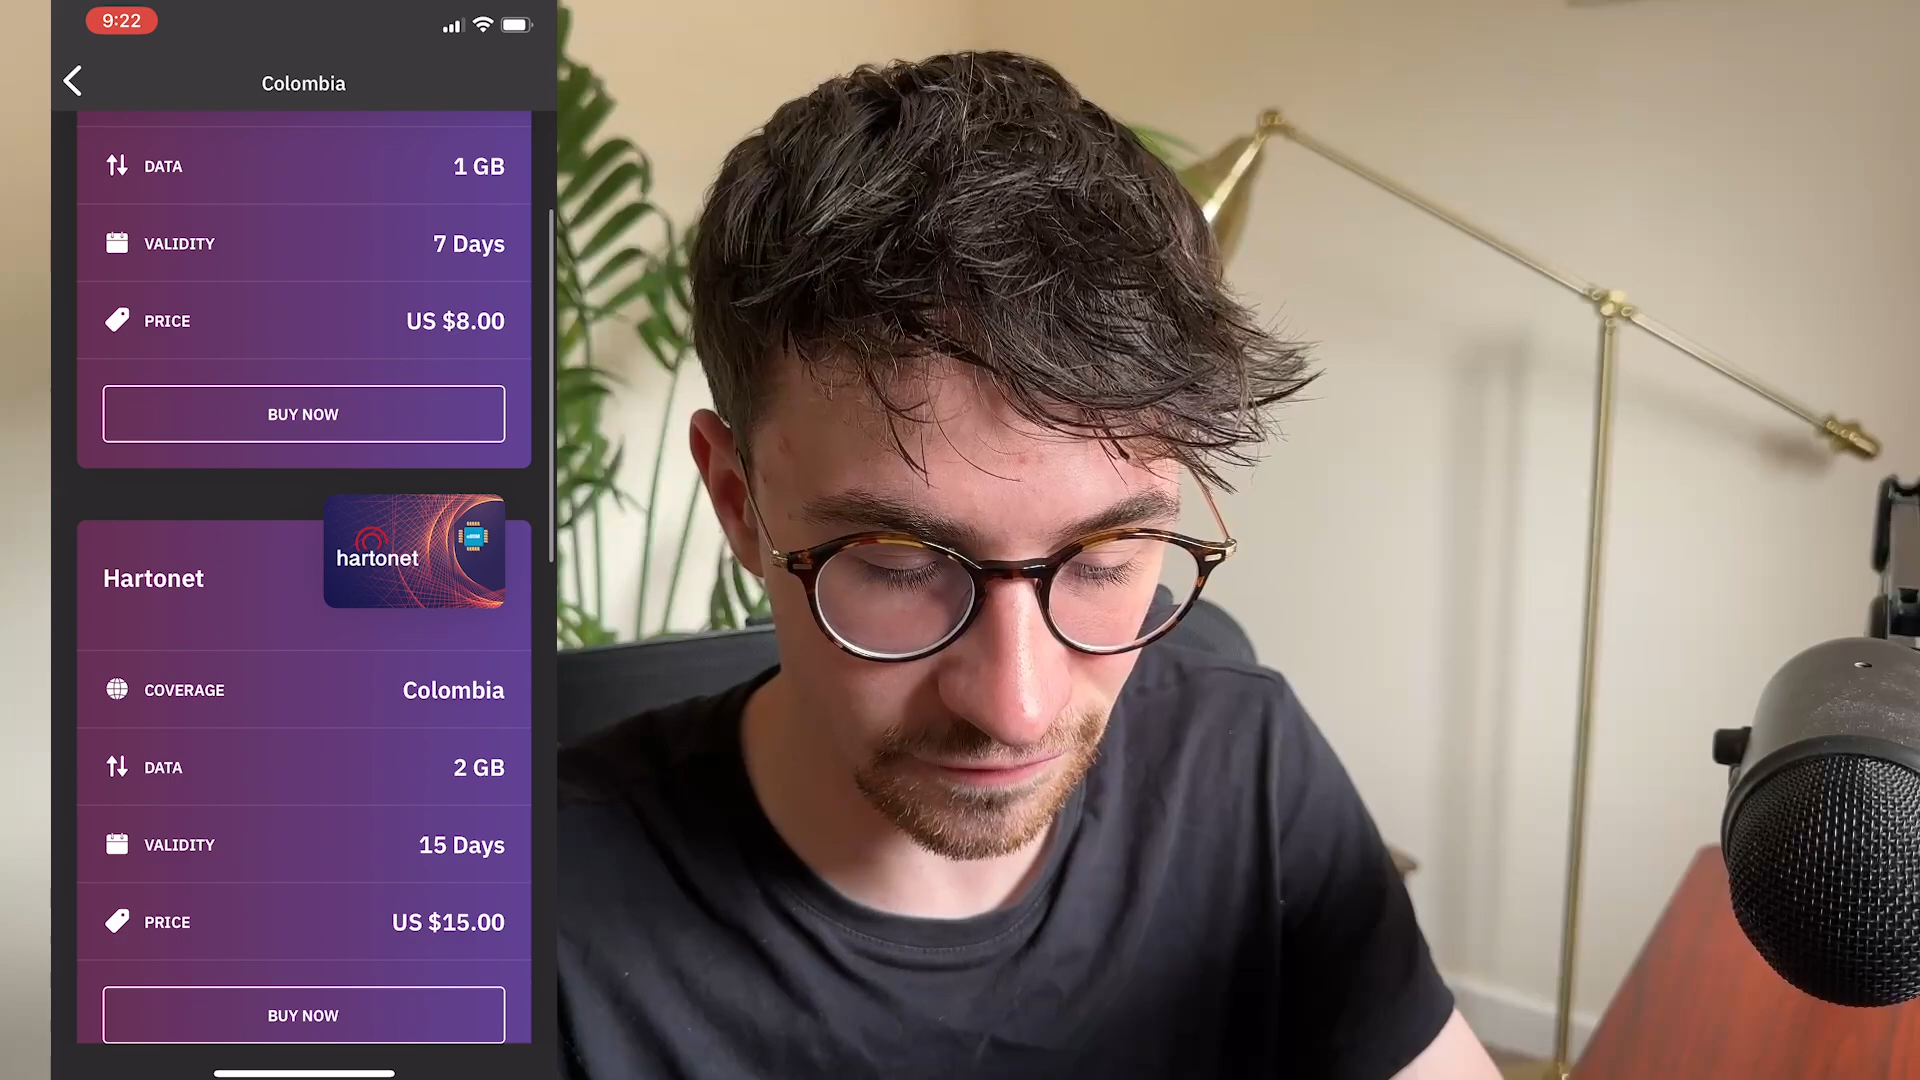 9:22
Colombia
DATA 1 GB
VALIDITY 7 Days
PRICE US $8.00
BUY NOW
hartonet
Hartonet
COVERAGE Colombia
DATA 2 GB
VALIDITY 15 Days
PRICE US $15.00
BUY NOW